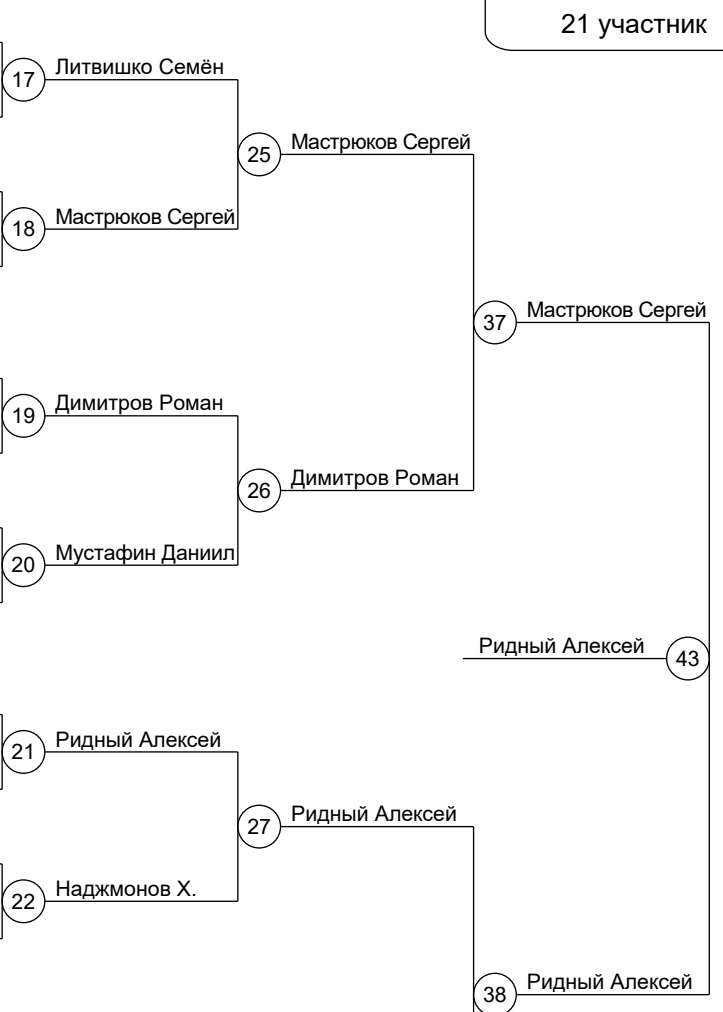 21 участник
17 Литвишко Семён
25 Мастрюков Сергей
18 Мастрюков Сергей
37 Мастрюков Сергей
19 Димитров Роман
26 Димитров Роман
20 Мустафин Даниил
Ридный Алексей 43
21 Ридный Алексей
27 Ридный Алексей
22 Наджмонов Х.
38 Ридный Алексей